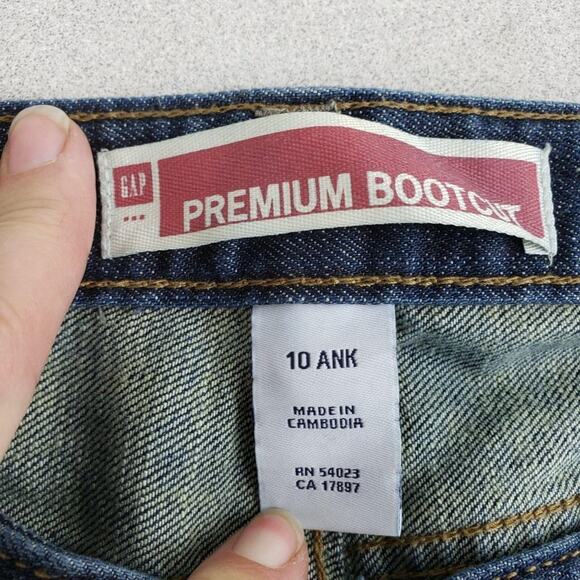 GAP
PREMIUM BOOTCUT
10 ANK
MADE IN
CAMBODIA
RN 54023
CA 17897